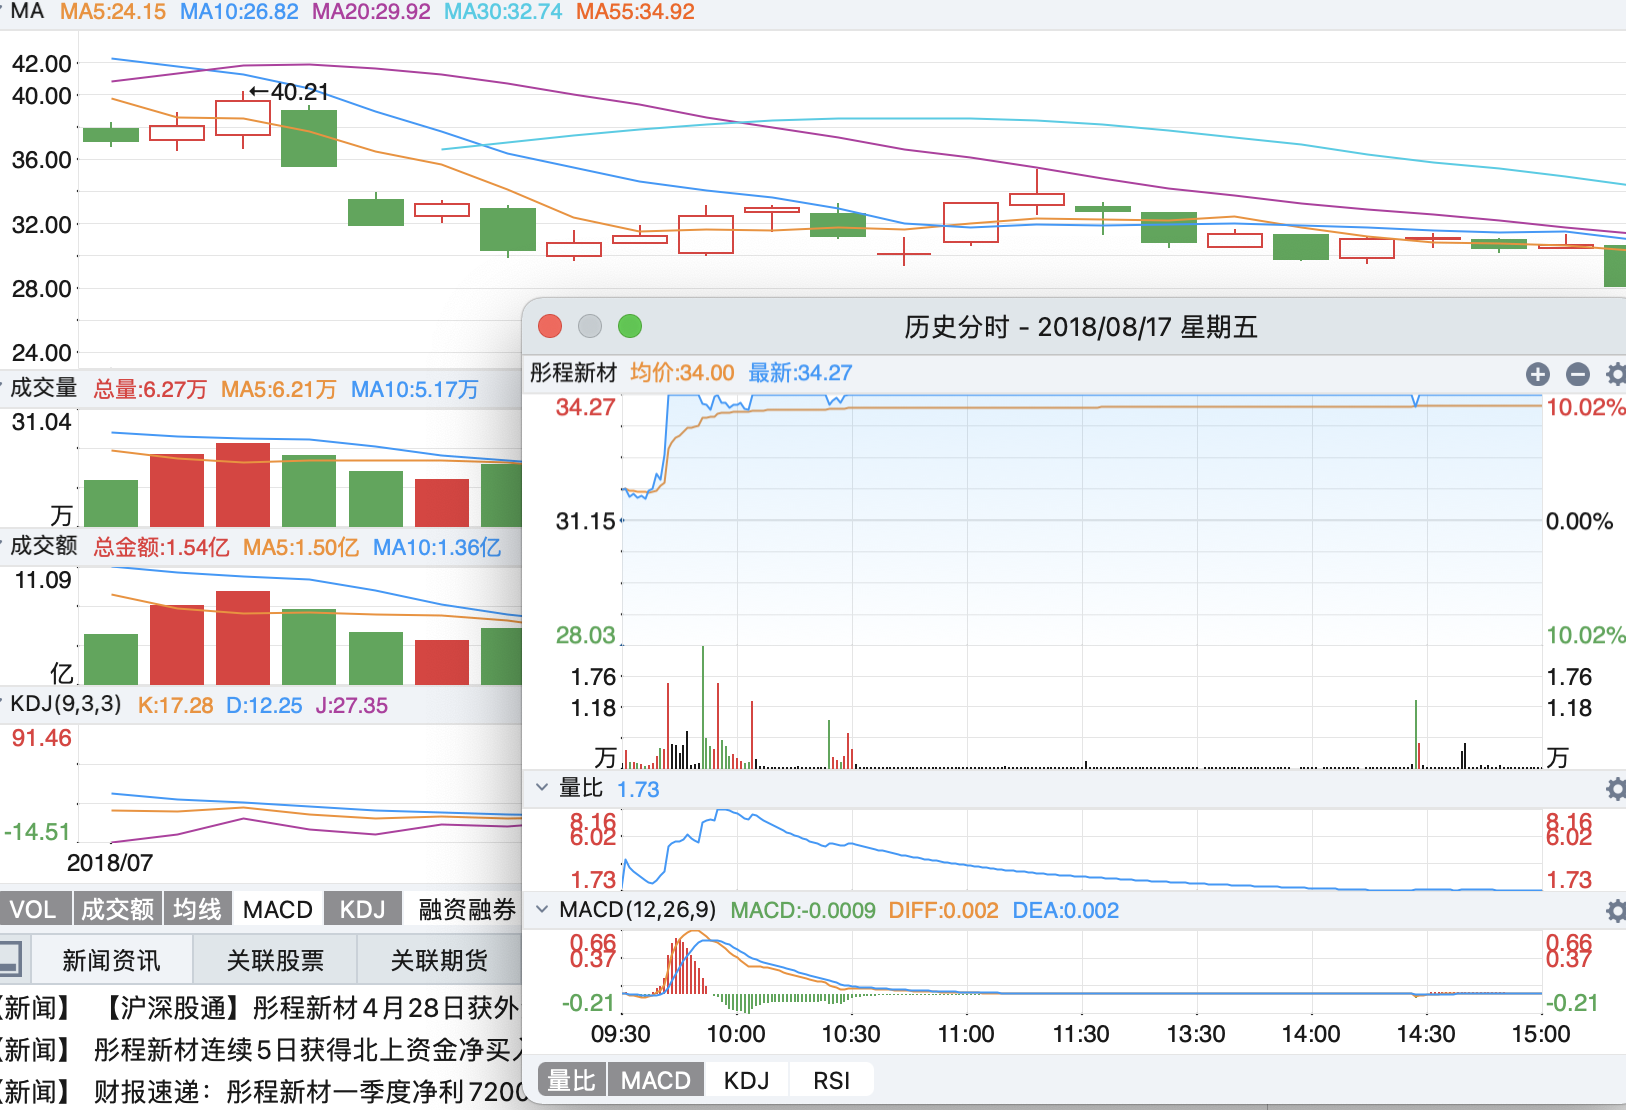 MA MA5:24.15 MA10:26.82 MA20:29.92 MA30:32.74 MA55:34.92
42.00
40.00
←40.21
36.00
32.00
28.00
24.00
成交量 总量:6.27万 MA5:6.21万 MA10:5.17万
31.04
万
成交额 总金额:1.54亿 MA5:1.50亿 MA10:1.36亿
11.09
亿
KDJ(9,3,3) K:17.28 D:12.25 J:27.35
91.46
-14.51
2018/07
VOL 成交额 均线 MACD KDJ 融资融券
新闻资讯 关联股票 关联期货
新闻】 【沪深股通】彤程新材4月28日获外
新闻】 彤程新材连续5日获得北上资金净买入
新闻】 财报速递：彤程新材一季度净利7200
历史分时 - 2018/08/17 星期五
彤程新材 均价:34.00 最新:34.27
34.27 10.02%
31.15 0.00%
28.03 10.02%
1.76 1.76
1.18 1.18
万 万
量比 1.73
8.16 8.16
6.02 6.02
1.73 1.73
MACD(12,26,9) MACD:-0.0009 DIFF:0.002 DEA:0.002
0.66 0.66
0.37 0.37
-0.21 -0.21
09:30 10:00 10:30 11:00 11:30 13:30 14:00 14:30 15:00
量比 MACD KDJ RSI